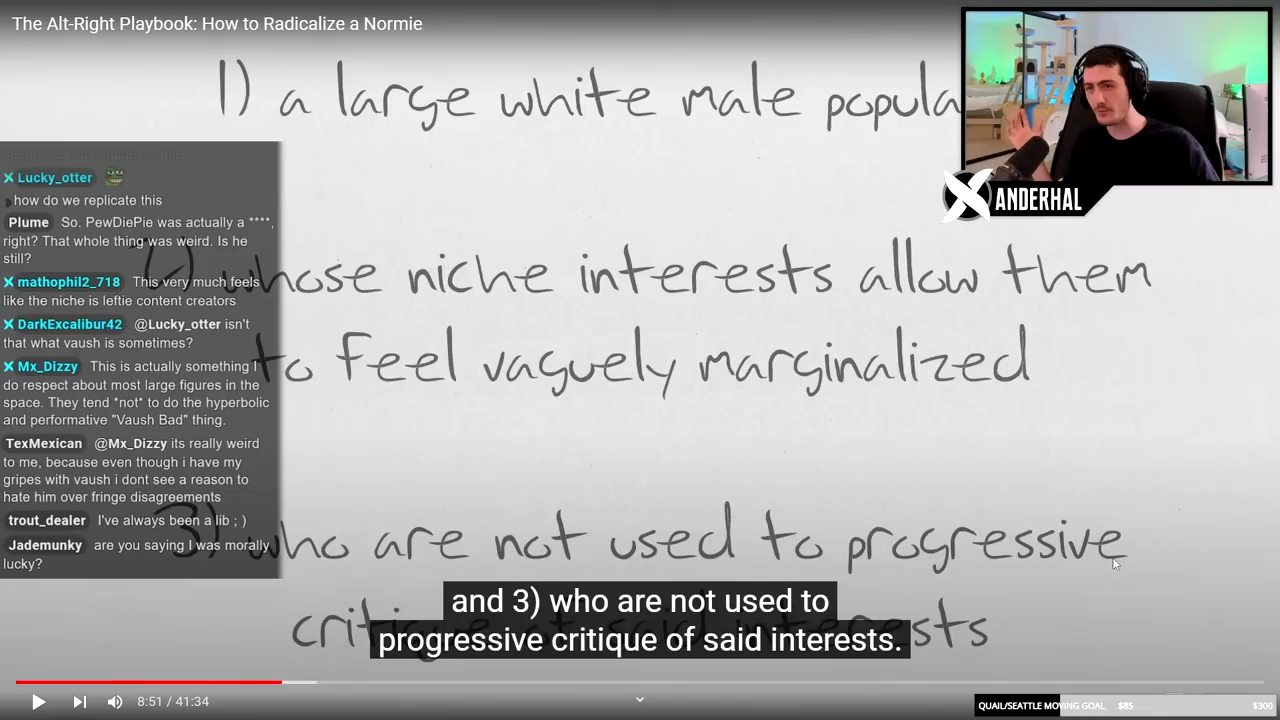 The Alt-Right Playbook: How to Radicalize a Normie
1) a large white male popula
ANDERHAL
Lucky_otter
how do we replicate this
Plume So. PewDiePie was actually a ****,
right? That whole thing was weird. Is he
still?
mathophil2_718 This very much feels
like the niche is leftie content creators
DarkExcalibur42 @Lucky_otter isn't
that what vaush is sometimes?
Mx_Dizzy This is actually something I
do respect about most large figures in the
space. They tend *not* to do the hyperbolic
and performative "Vaush Bad" thing.
TexMexican @Mx_Dizzy its really weird
to me, because even though i have my
gripes with vaush i dont see a reason to
hate him over fringe disagreements
trout_dealer I've always been a lib ; )
Jademunky are you saying I was morally
lucky?
2) whose niche interests allow them
to feel vaguely marginalized
3) who are not used to progressive
critique of said interests
and 3) who are not used to
progressive critique of said interests.
8:51 / 41:34
QUAIL/SEATTLE MOVING GOAL $85 $300